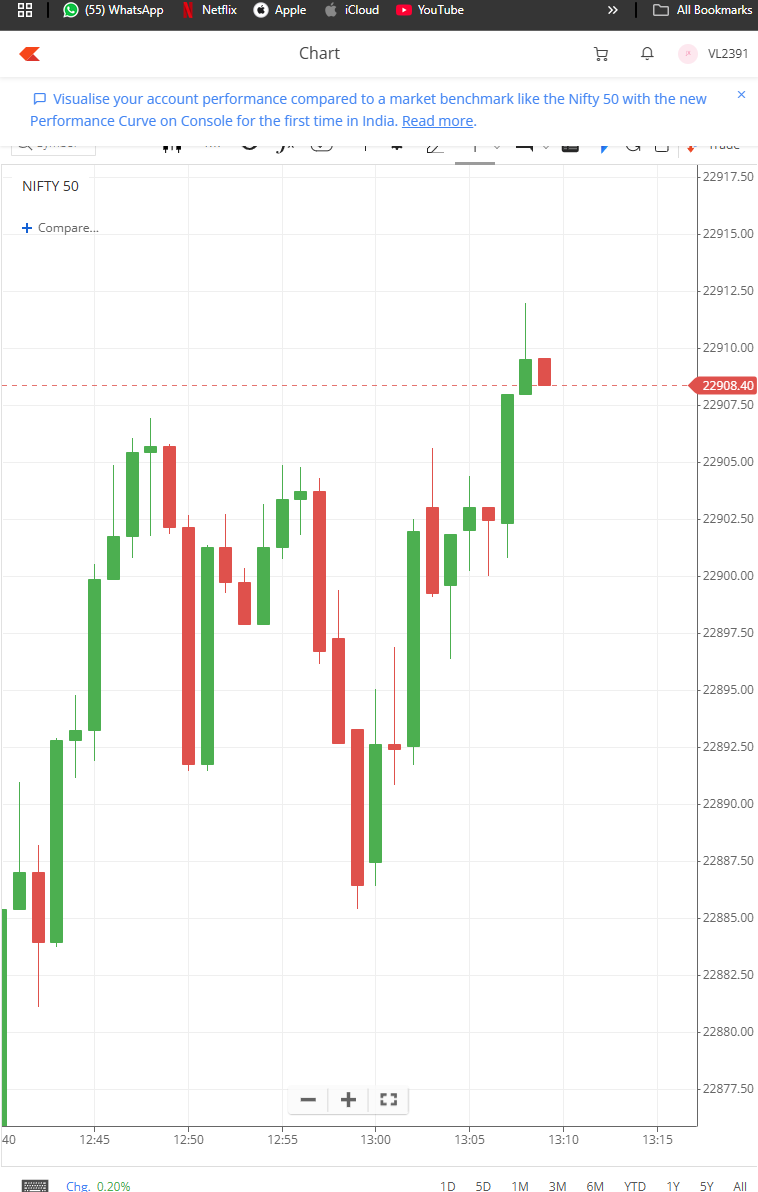 (55) WhatsApp Netflix Apple iCloud YouTube » All Bookmarks
Chart VL2391
Visualise your account performance compared to a market benchmark like the Nifty 50 with the new
Performance Curve on Console for the first time in India. Read more.
NIFTY 50
+ Compare...
22917.50
22915.00
22912.50
22910.00
22908.40
22907.50
22905.00
22902.50
22900.00
22897.50
22895.00
22892.50
22890.00
22887.50
22885.00
22882.50
22880.00
22877.50
40 12:45 12:50 12:55 13:00 13:05 13:10 13:15
Chg. 0.20% 1D 5D 1M 3M 6M YTD 1Y 5Y All